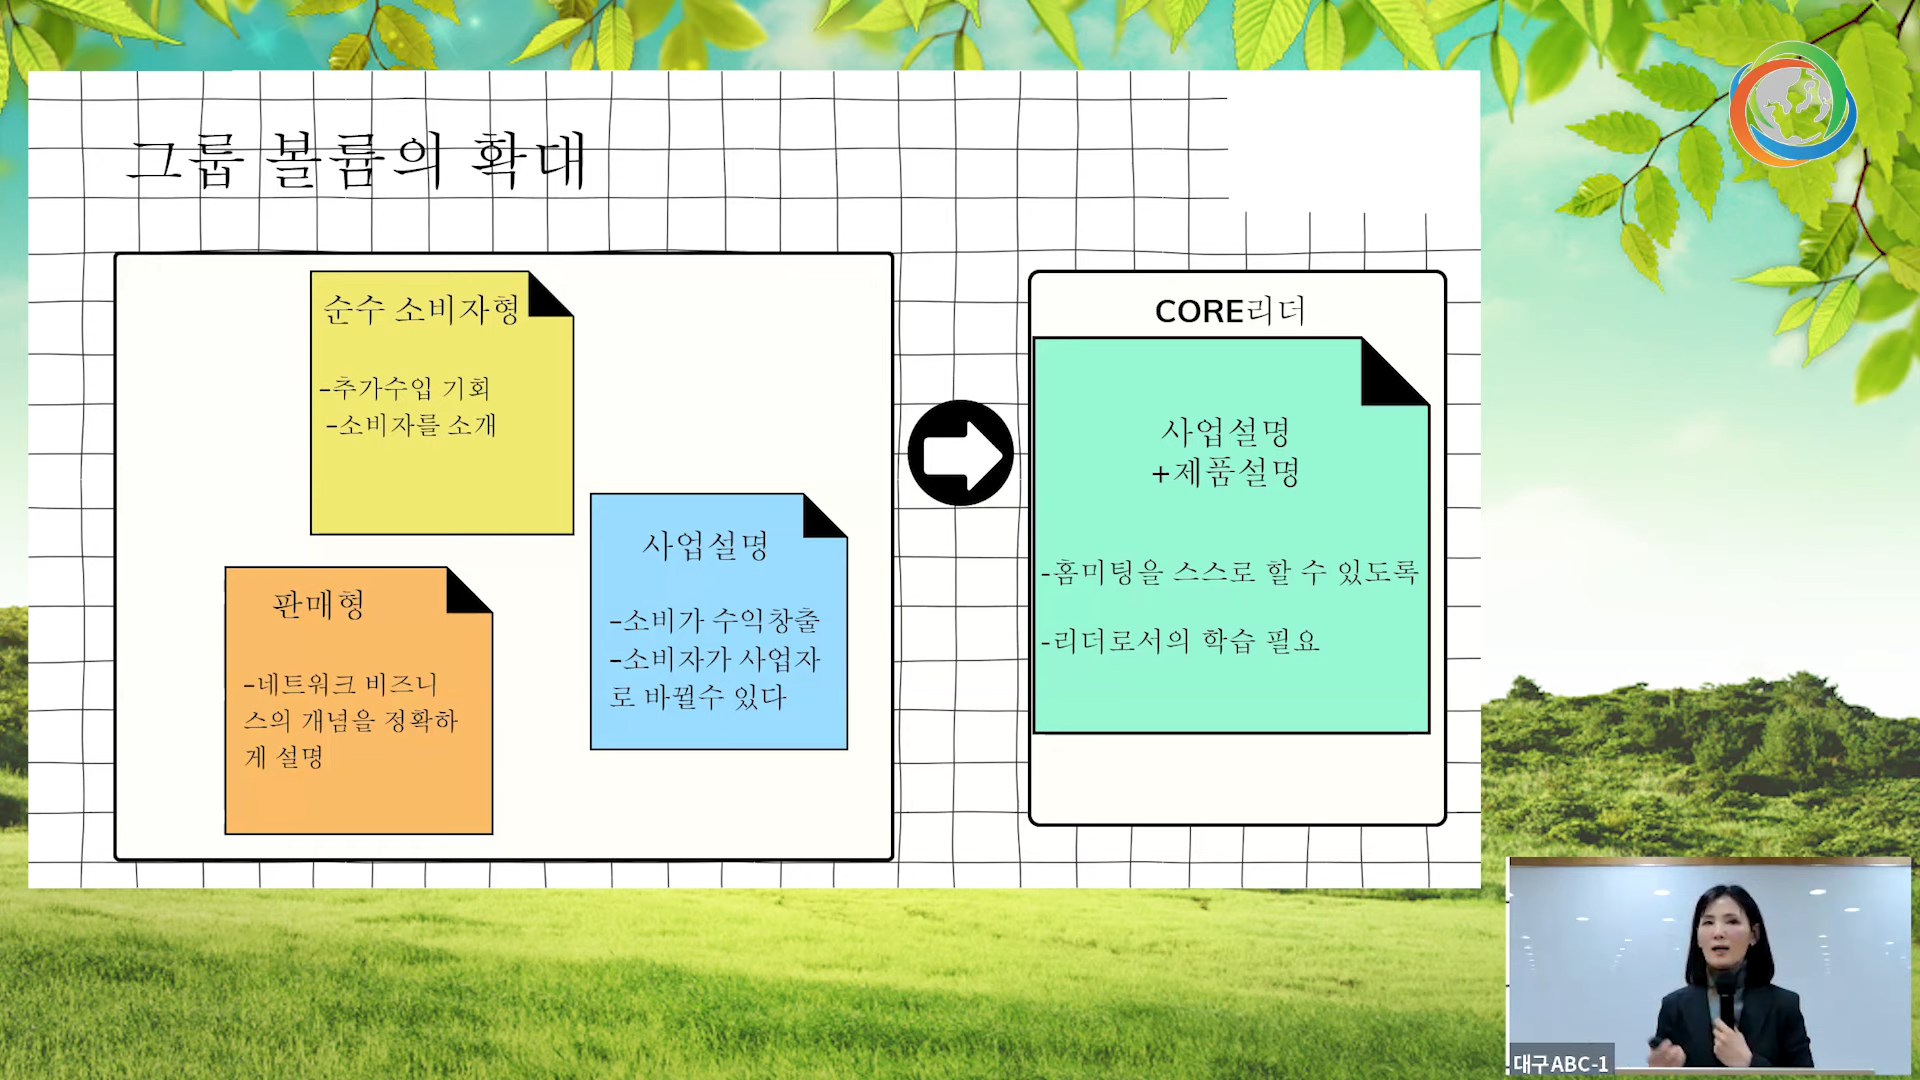 그룹 볼륨의 확대
순수 소비자형
-추가수입 기회
-소비자를 소개
판매형
-네트워크 비즈니
스의 개념을 정확하
게 설명
사업설명
-소비가 수익창출
-소비자가 사업자
로 바뀔수 있다
CORE리더
사업설명
+제품설명
-홈미팅을 스스로 할 수 있도록
-리더로서의 학습 필요
대구ABC-1